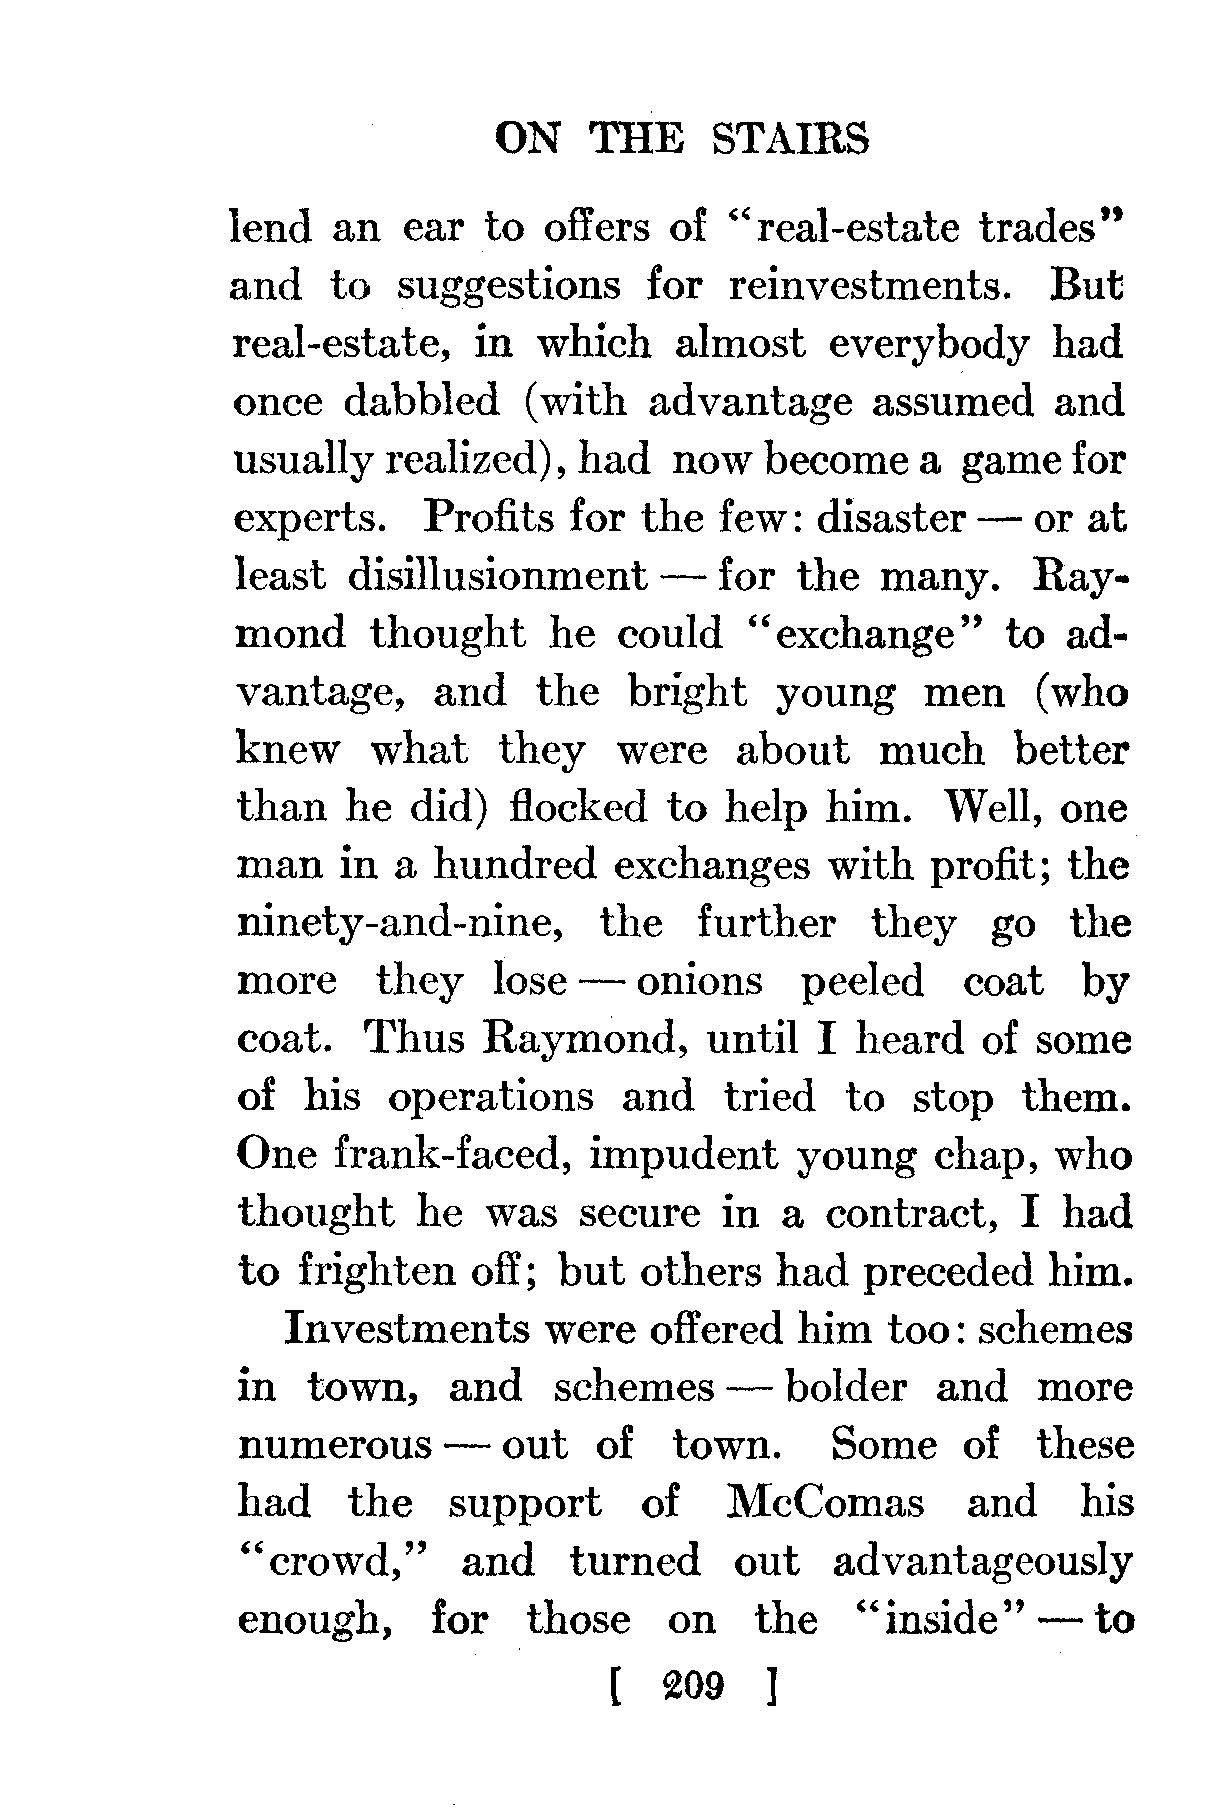 ON THE STAIRS
lend an ear to offers of "real-estate trades"
and to suggestions for reinvestments. But
real-estate, in which almost everybody had
once dabbled (with advantage assumed and
usually realized), had now become a game for
experts. Profits for the few: disaster — or at
least disillusionment — for the many. Ray-
mond thought he could "exchange" to ad-
vantage, and the bright young men (who
knew what they were about much better
than he did) flocked to help him. Well, one
man in a hundred exchanges with profit; the
ninety-and-nine, the further they go the
more they lose — onions peeled coat by
coat. Thus Raymond, until I heard of some
of his operations and tried to stop them.
One frank-faced, impudent young chap, who
thought he was secure in a contract, I had
to frighten off; but others had preceded him.
Investments were offered him too: schemes
in town, and schemes — bolder and more
numerous — out of town. Some of these
had the support of McComas and his
"crowd," and turned out advantageously
enough, for those on the "inside" — to
[ 209 ]